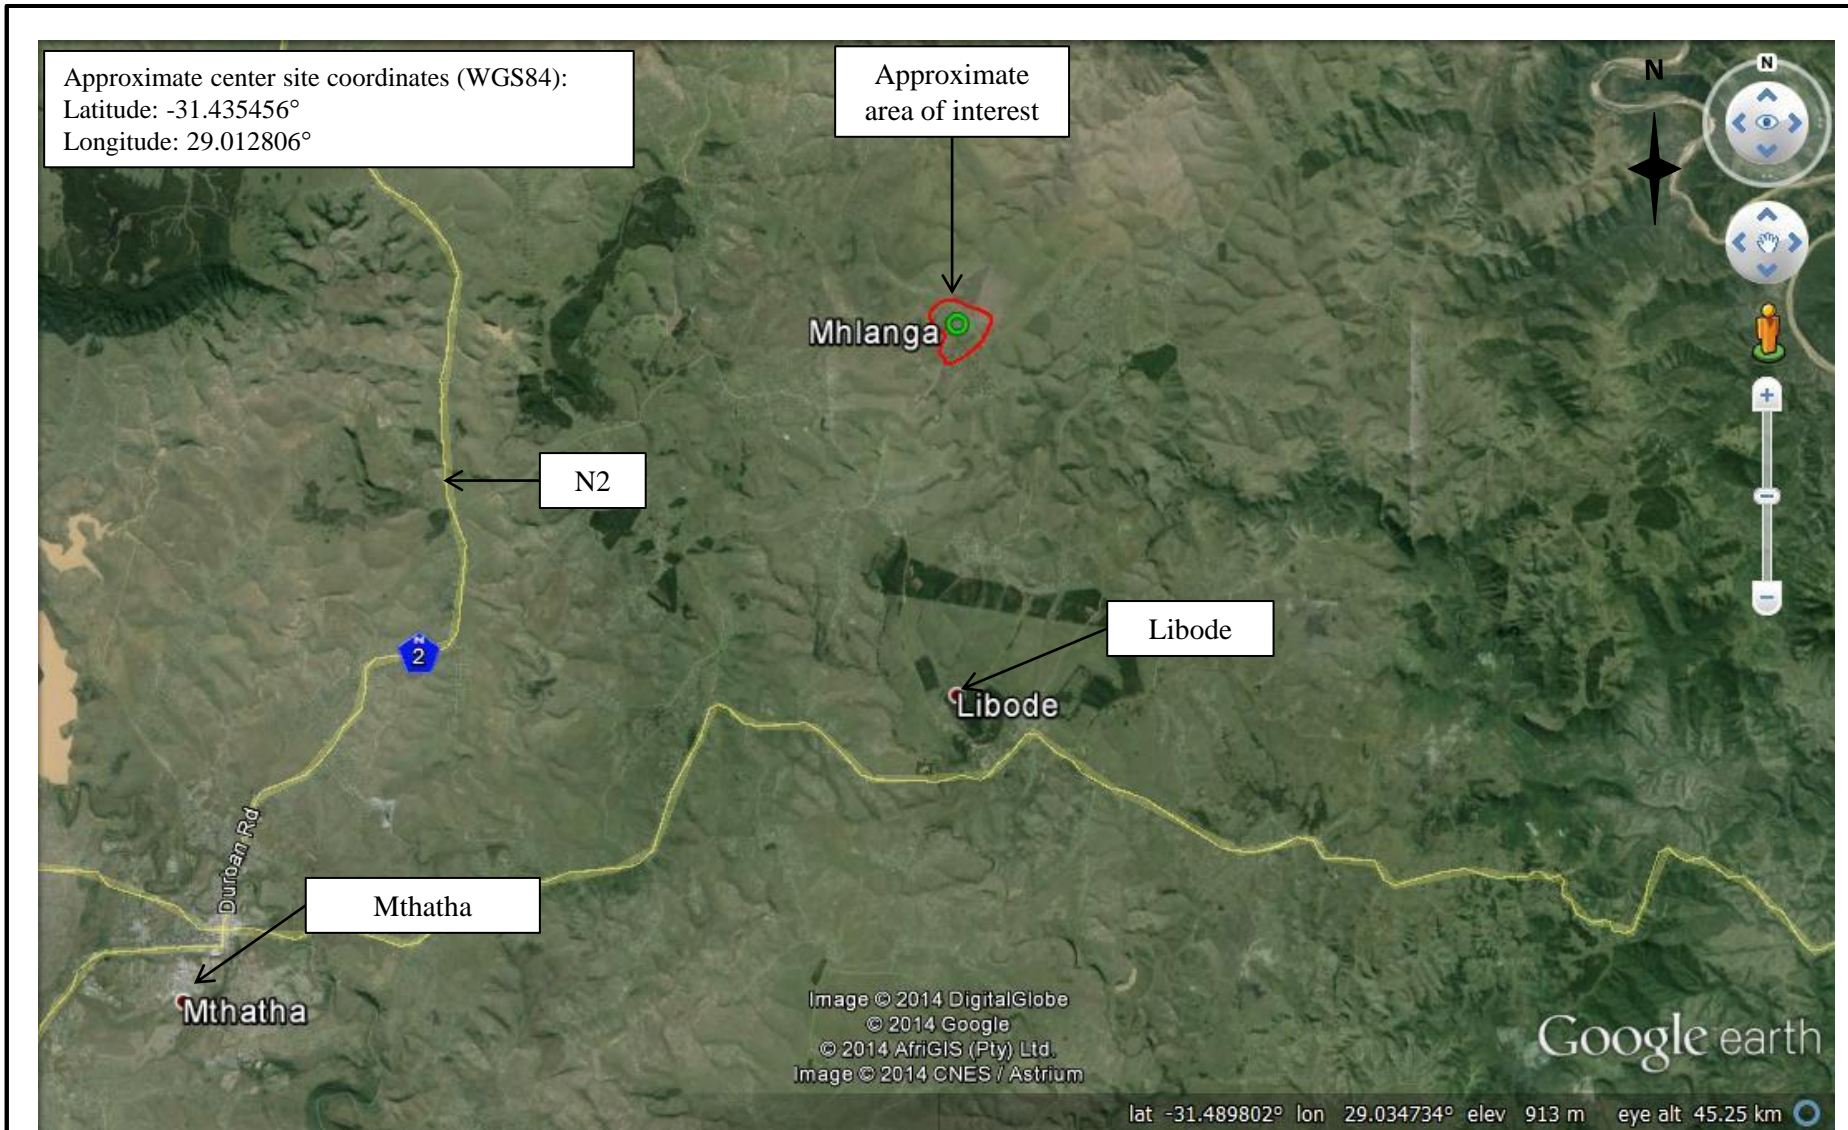 Approximate center site coordinates (WGS84):
Latitude: -31.435456°
Longitude: 29.012806°
Approximate
area of interest
N
N
Mhlanga
N2
N
2
Libode
Libode
Durban Rd
Mthatha
Mthatha
Image © 2014 DigitalGlobe
© 2014 Google
© 2014 AfriGIS (Pty) Ltd.
Image © 2014 CNES / Astrium
Google earth
lat -31.489802° lon 29.034734° elev 913 m eye alt 45.25 km